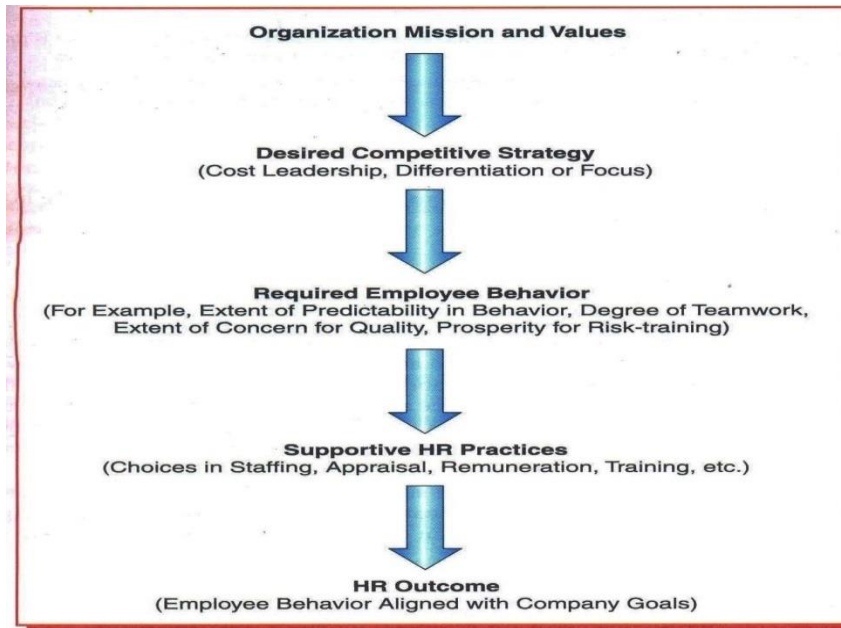 Organization Mission and Values
Desired Competitive Strategy
(Cost Leadership, Differentiation or Focus)
Required Employee Behavior
(For Example, Extent of Predictability in Behavior, Degree of Teamwork,
Extent of Concern for Quality, Prosperity for Risk-training)
Supportive HR Practices
(Choices in Staffing, Appraisal, Remuneration, Training, etc.)
HR Outcome
(Employee Behavior Aligned with Company Goals)